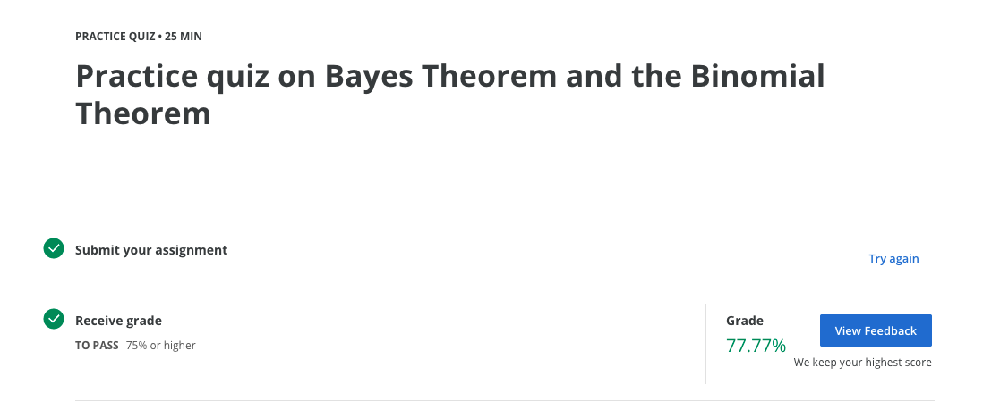 PRACTICE QUIZ • 25 MIN
Practice quiz on Bayes Theorem and the Binomial
Theorem
Submit your assignment
Try again
Receive grade
TO PASS 75% or higher
Grade
77.77%
View Feedback
We keep your highest score